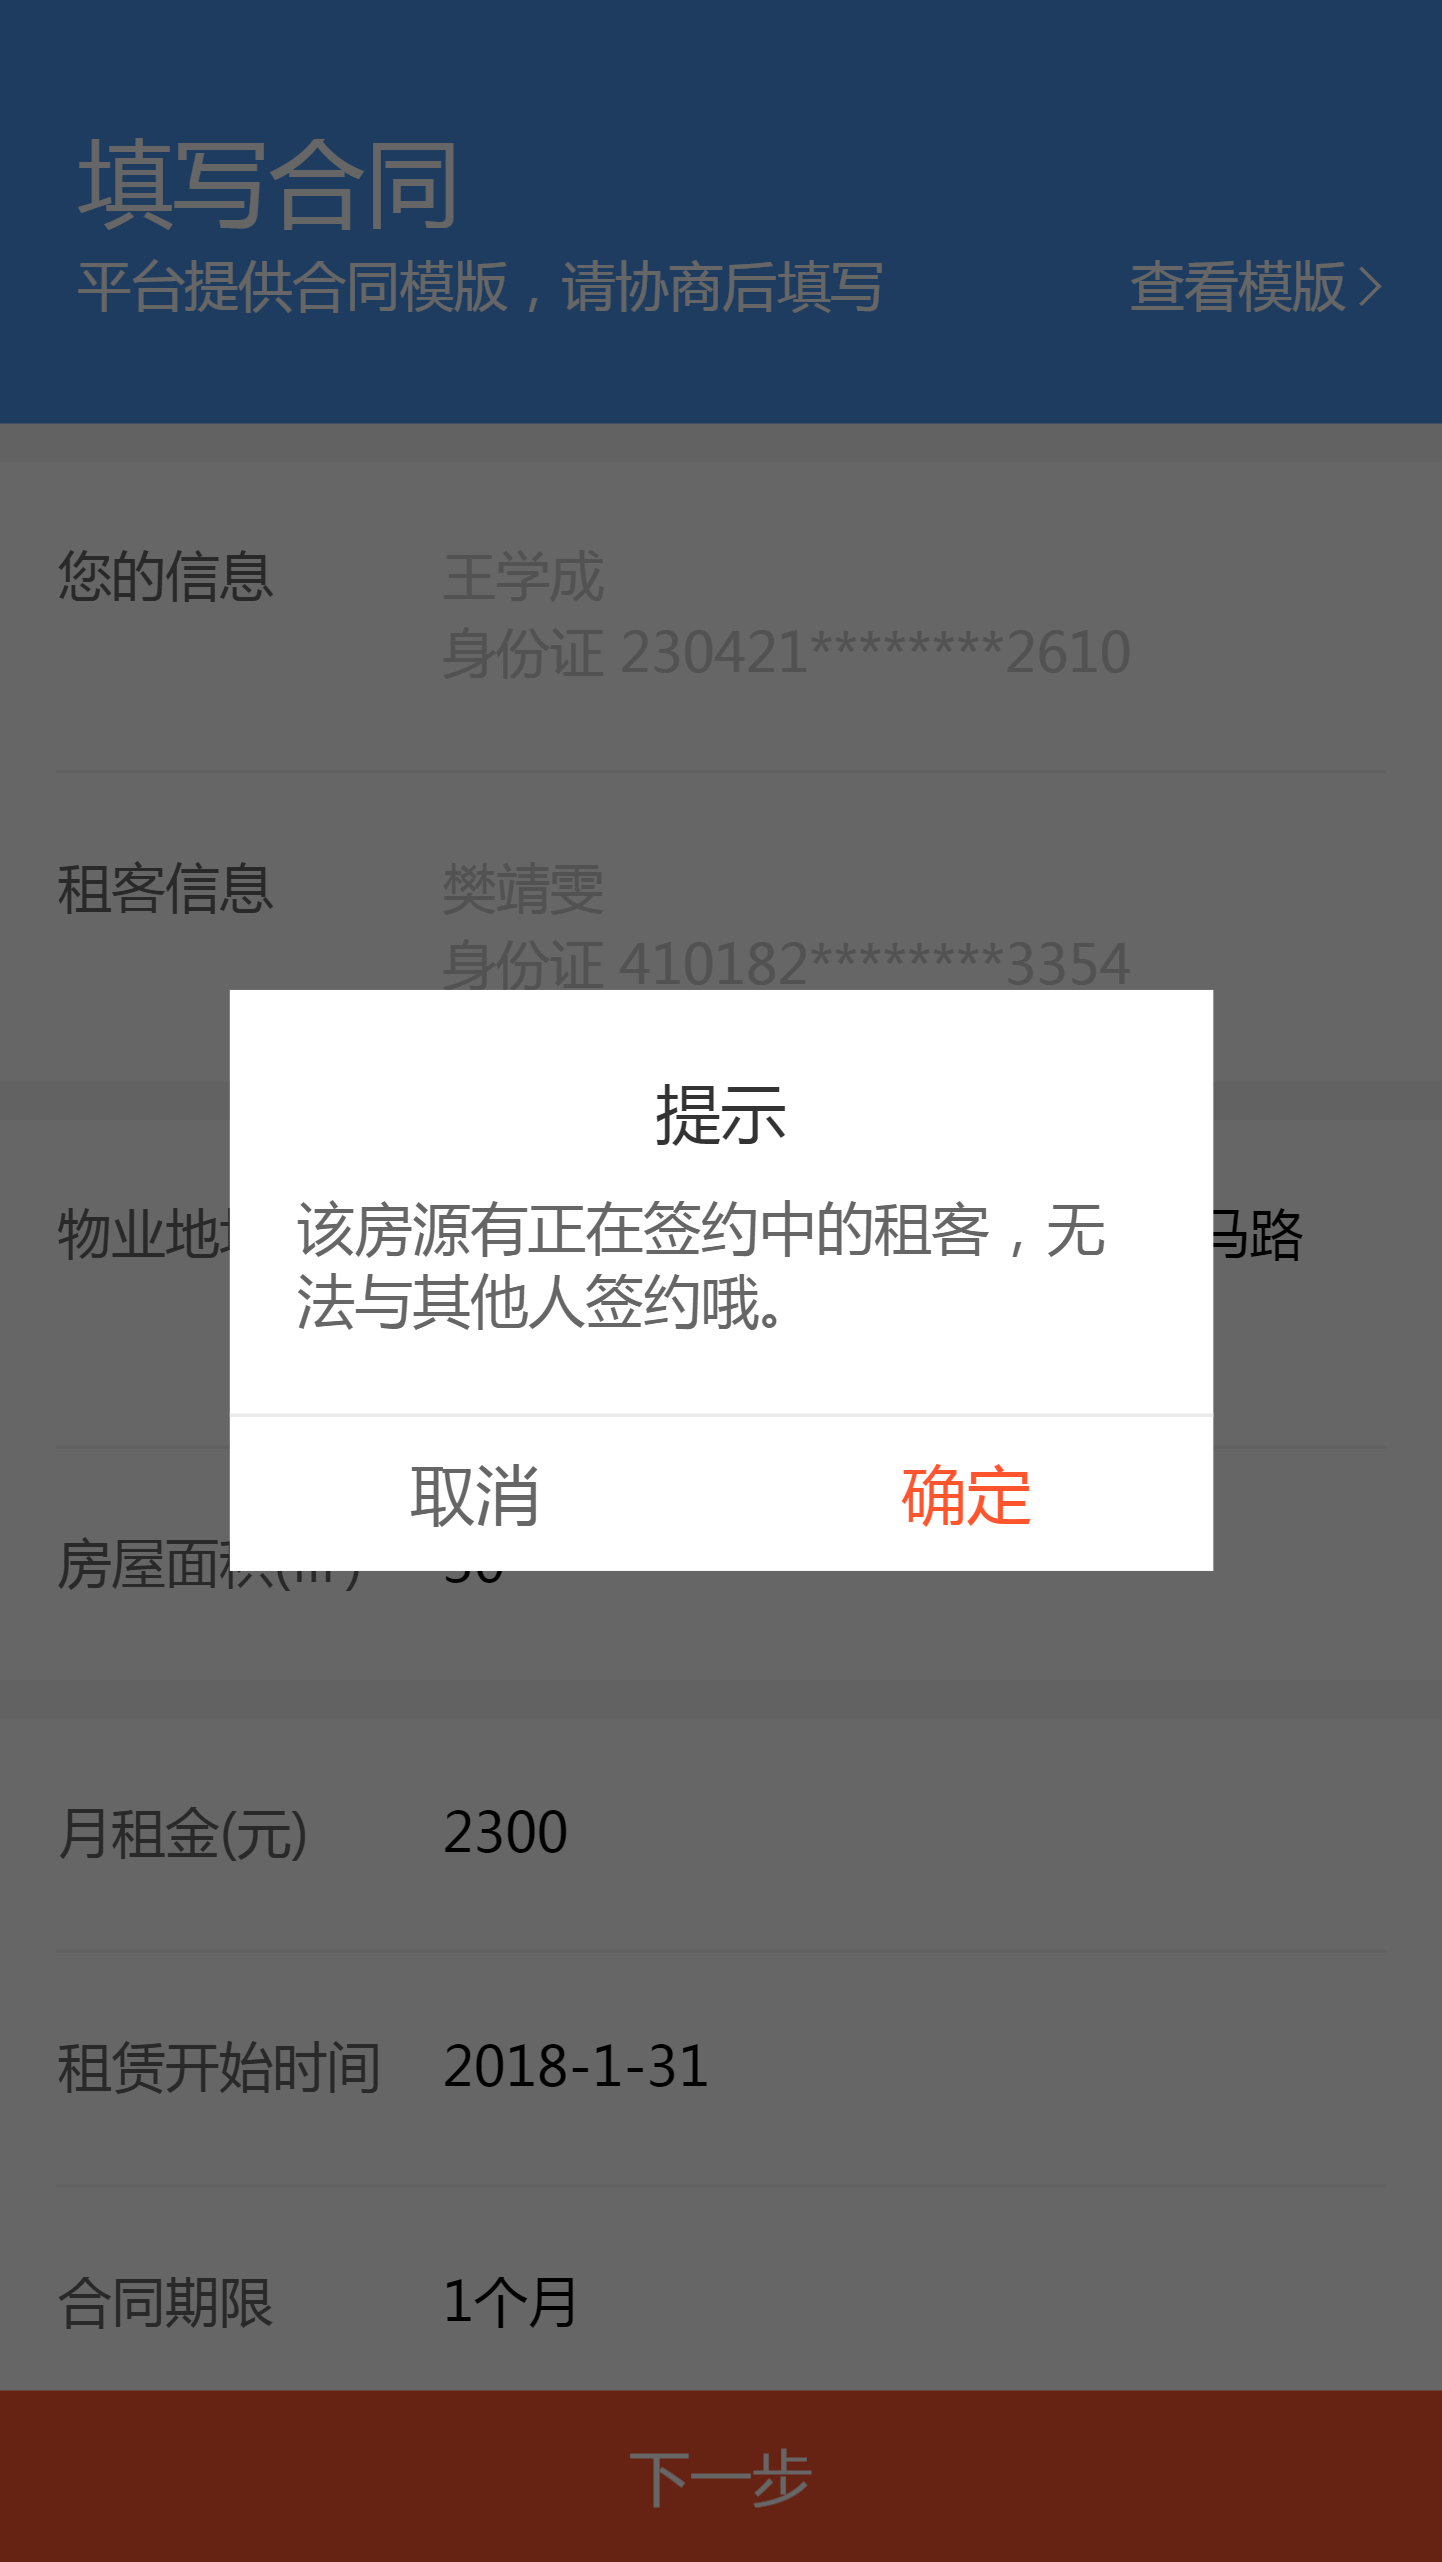 填写合同
平台提供合同模版，请协商后填写 查看模版
您的信息 王学成
身份证 230421********2610
租客信息 樊靖雯
身份证 410182********3354
提示
物业地 马路
该房源有正在签约中的租客，无
法与其他人签约哦。
取消 确定
房屋面积
月租金(元) 2300
租赁开始时间 2018-1-31
合同期限 1个月
下一步